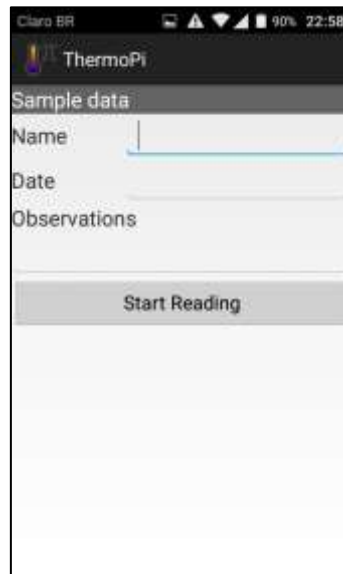 Claro BR 90% 22:58
ThermoPi
Sample data
Name
Date
Observations
Start Reading